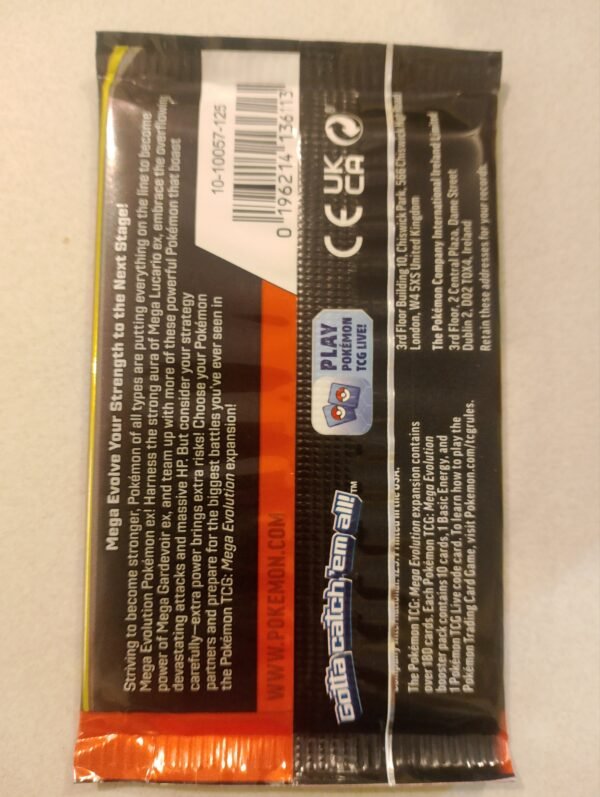 Mega Evolve Your Strength to the Next Stage!
Striving to become stronger, Pokémon of all types are putting everything on the line to become
Mega Evolution Pokémon ex! Harness the strong aura of Mega Lucario ex, embrace the overflowing
power of Mega Gardevoir ex, and team up with more of these powerful Pokémon that boast
devastating attacks and massive HP. But consider your strategy
carefully—extra power brings extra risks! Choose your Pokémon
partners and prepare for the biggest battles you've ever seen in
the Pokémon TCG: Mega Evolution expansion!
10-10057-125
0 196214 136113
WWW.POKEMON.COM
Gotta catch 'em all!™
PLAY
POKÉMON
TCG LIVE!
CE UK
CA
Printed in the USA.
The Pokémon TCG: Mega Evolution expansion contains
over 180 cards. Each Pokémon TCG: Mega Evolution
booster pack contains 10 cards, 1 Basic Energy, and
1 Pokémon TCG Live code card. To learn how to play the
Pokémon Trading Card Game, visit Pokemon.com/tcgrules.
3rd Floor Building 10, Chiswick Park, 566 Chiswick High
London, W4 5XS United Kingdom
The Pokémon Company International Ireland Limited
3rd Floor, 2 Central Plaza, Dame Street
Dublin 2, D02 T0X4, Ireland
Retain these addresses for your records.